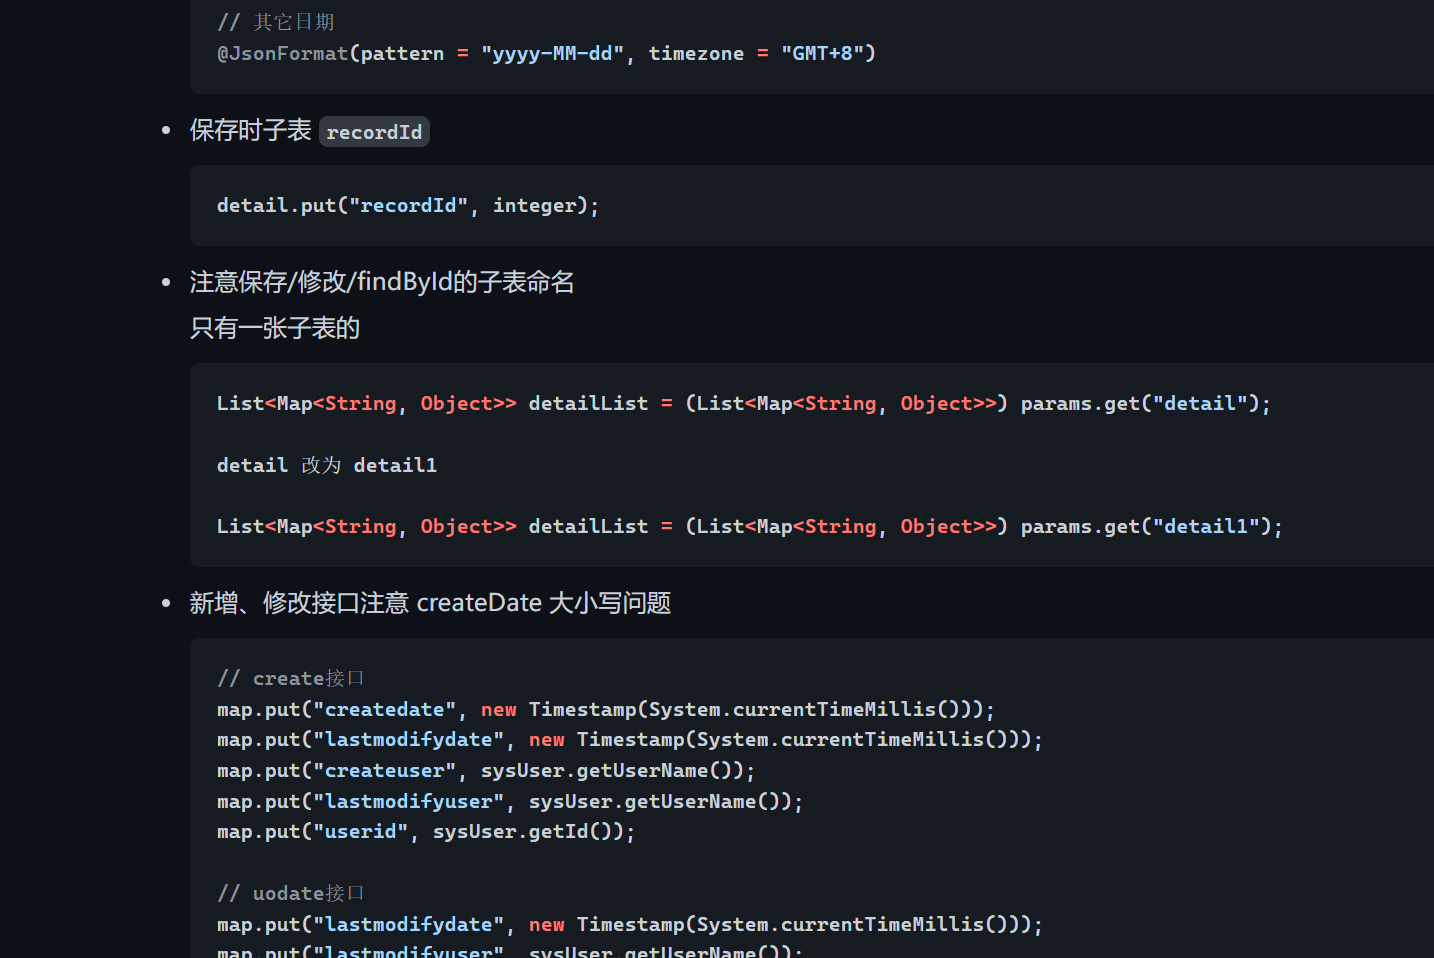 // 其它日期
@JsonFormat(pattern = "yyyy-MM-dd", timezone = "GMT+8")
保存时子表 recordId
detail.put("recordId", integer);
注意保存/修改/findById的子表命名
只有一张子表的
List<Map<String, Object>> detailList = (List<Map<String, Object>>) params.get("detail");
detail 改为 detail1
List<Map<String, Object>> detailList = (List<Map<String, Object>>) params.get("detail1");
新增、修改接口注意 createDate 大小写问题
// create接口
map.put("createdate", new Timestamp(System.currentTimeMillis()));
map.put("lastmodifydate", new Timestamp(System.currentTimeMillis()));
map.put("createuser", sysUser.getUserName());
map.put("lastmodifyuser", sysUser.getUserName());
map.put("userid", sysUser.getId());
// uodate接口
map.put("lastmodifydate", new Timestamp(System.currentTimeMillis()));
map.put("lastmodifyuser", sysUser.getUserName());